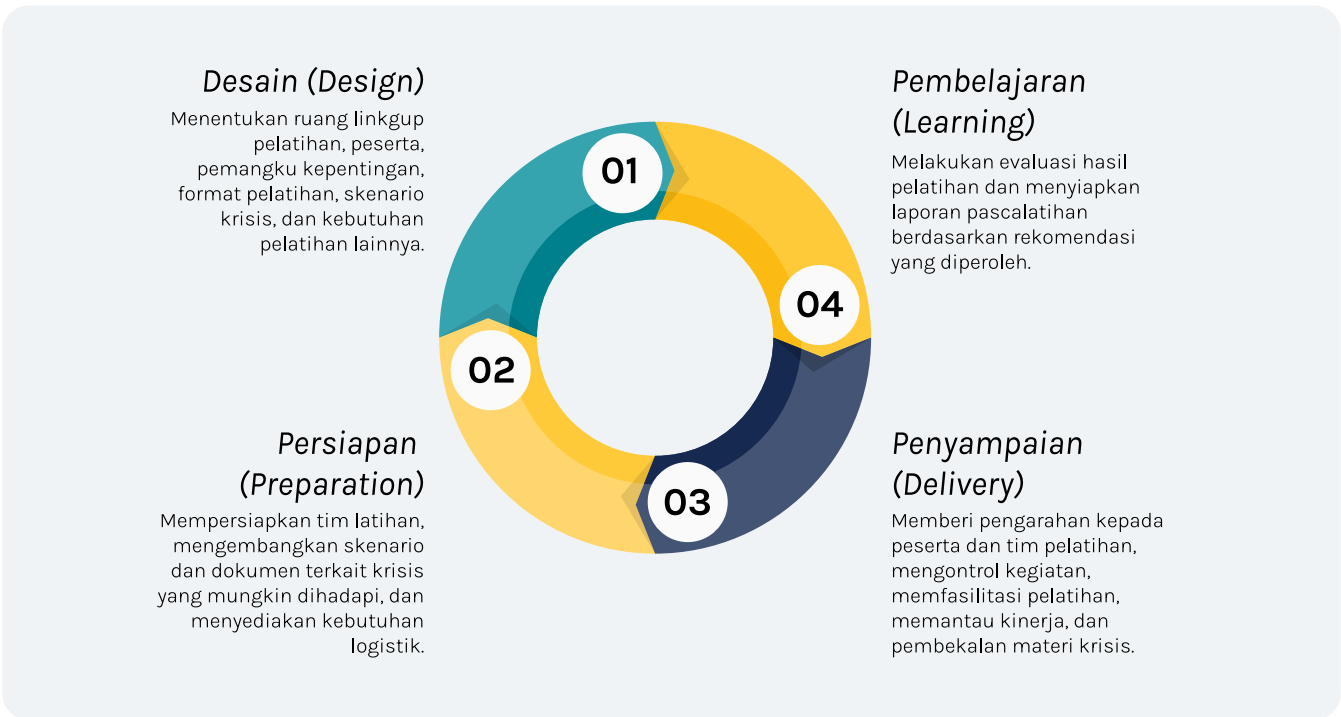 Desain (Design)
Menentukan ruang linkgup
pelatihan, peserta,
pemangku kepentingan,
format pelatihan, skenario
krisis, dan kebutuhan
pelatihan lainnya.
01
02
Persiapan
(Preparation)
Mempersiapkan tim latihan,
mengembangkan skenario
dan dokumen terkait krisis
yang mungkin dihadapi, dan
menyediakan kebutuhan
logistik.
03
Penyampaian
(Delivery)
Memberi pengarahan kepada
peserta dan tim pelatihan,
mengontrol kegiatan,
memfasilitasi pelatihan,
memantau kinerja, dan
pembekalan materi krisis.
04
Pembelajaran
(Learning)
Melakukan evaluasi hasil
pelatihan dan menyiapkan
laporan pascalatihan
berdasarkan rekomendasi
yang diperoleh.